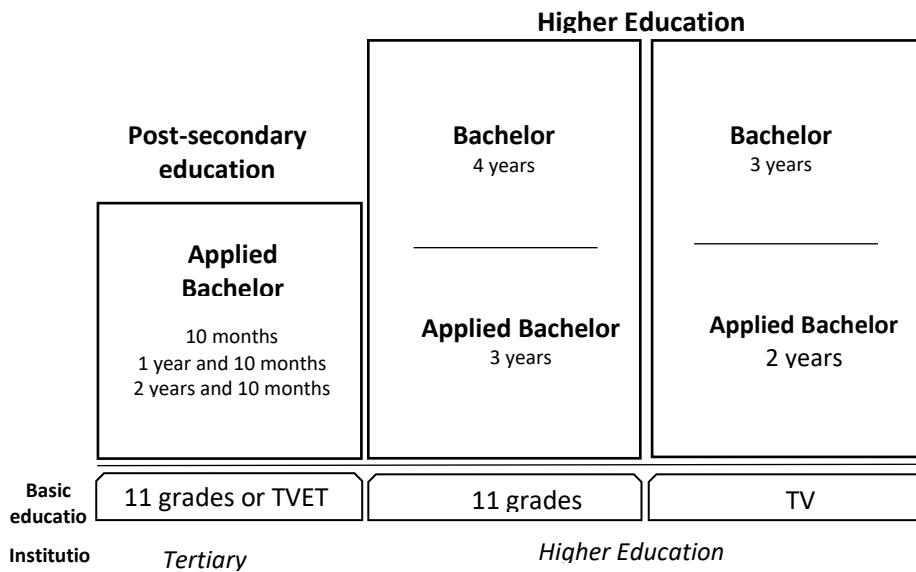 Higher Education
Post-secondary
education
Applied
Bachelor
10 months
1 year and 10 months
2 years and 10 months
Bachelor
4 years
Applied Bachelor
3 years
Bachelor
3 years
Applied Bachelor
2 years
Basic
educatio
11 grades or TVET
11 grades
TV
Institutio
Tertiary
Higher Education